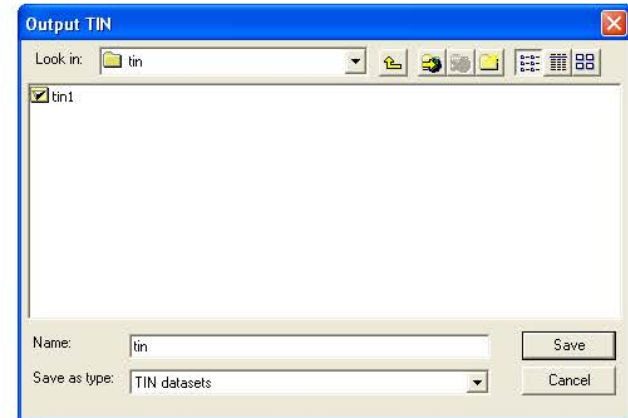 Output TIN
Look in: tin
tin1
Name: tin Save
Save as type: TIN datasets Cancel